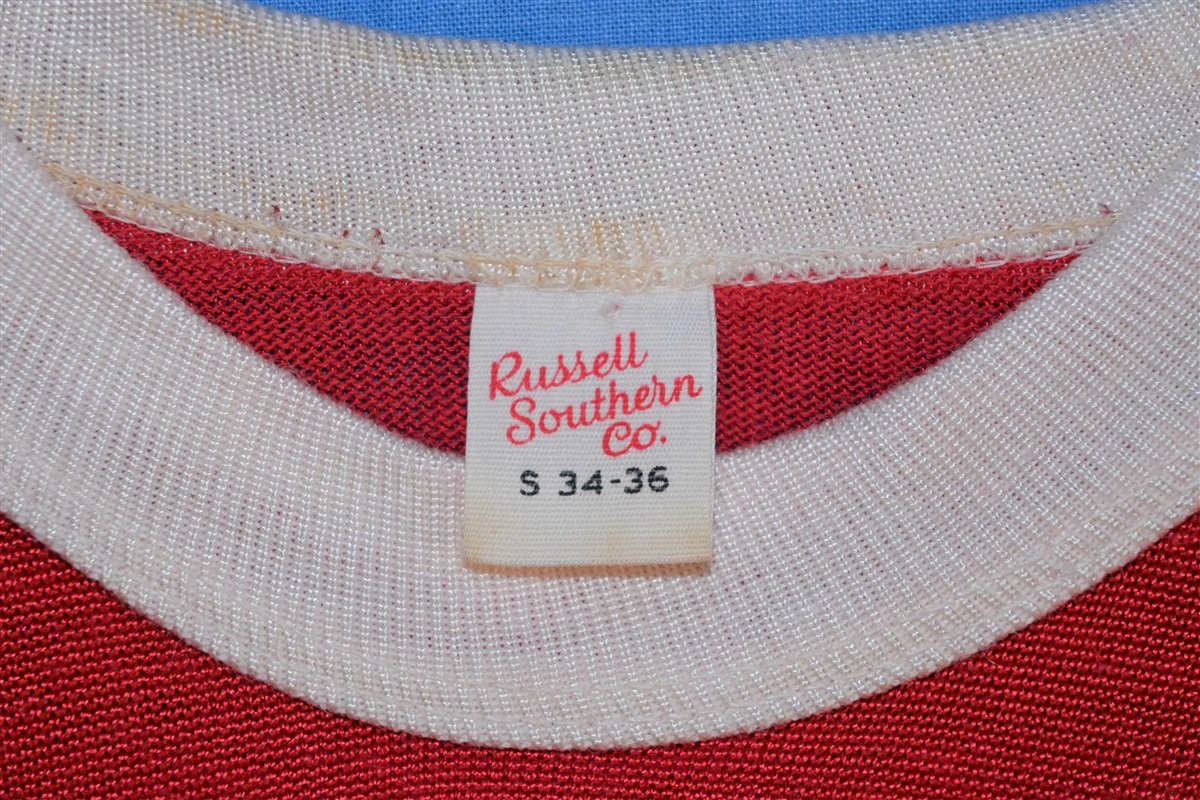 Russell
Southern
Co.
S 34-36